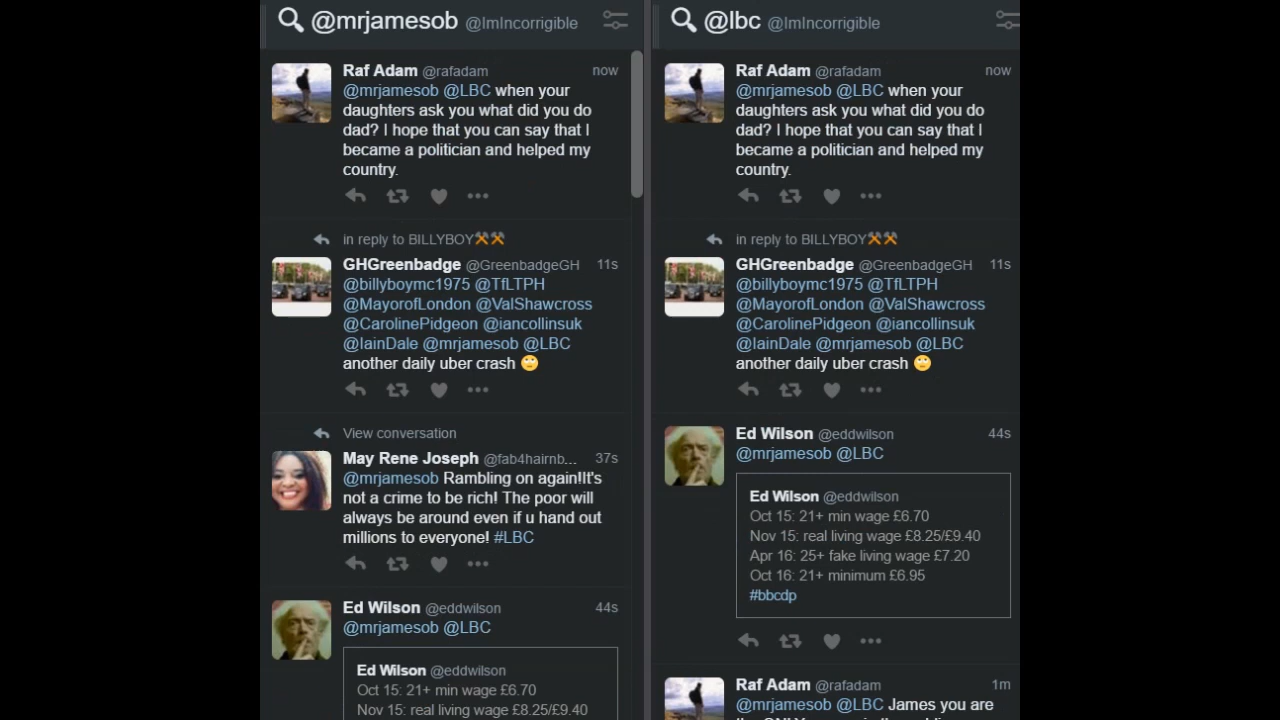 @mrjamesob @ImIncorrigible
Raf Adam @rafadam now
@mrjamesob @LBC when your
daughters ask you what did you do
dad? I hope that you can say that I
became a politician and helped my
country.
in reply to BILLYBOY⚒⚒
GHGreenbadge @GreenbadgeGH 11s
@billyboymc1975 @TfLTPH
@MayorofLondon @ValShawcross
@CarolinePidgeon @iancollinsuk
@IainDale @mrjamesob @LBC
another daily uber crash 🙄
View conversation
May Rene Joseph @fab4hairnb... 37s
@mrjamesob Rambling on again!It's
not a crime to be rich! The poor will
always be around even if u hand out
millions to everyone! #LBC
Ed Wilson @eddwilson 44s
@mrjamesob @LBC
Ed Wilson @eddwilson
Oct 15: 21+ min wage £6.70
Nov 15: real living wage £8.25/£9.40
@lbc @ImIncorrigible
Raf Adam @rafadam now
@mrjamesob @LBC when your
daughters ask you what did you do
dad? I hope that you can say that I
became a politician and helped my
country.
in reply to BILLYBOY⚒⚒
GHGreenbadge @GreenbadgeGH 11s
@billyboymc1975 @TfLTPH
@MayorofLondon @ValShawcross
@CarolinePidgeon @iancollinsuk
@IainDale @mrjamesob @LBC
another daily uber crash 🙄
Ed Wilson @eddwilson 44s
@mrjamesob @LBC
Ed Wilson @eddwilson
Oct 15: 21+ min wage £6.70
Nov 15: real living wage £8.25/£9.40
Apr 16: 25+ fake living wage £7.20
Oct 16: 21+ minimum £6.95
#bbcdp
Raf Adam @rafadam 1m
@mrjamesob @LBC James you are